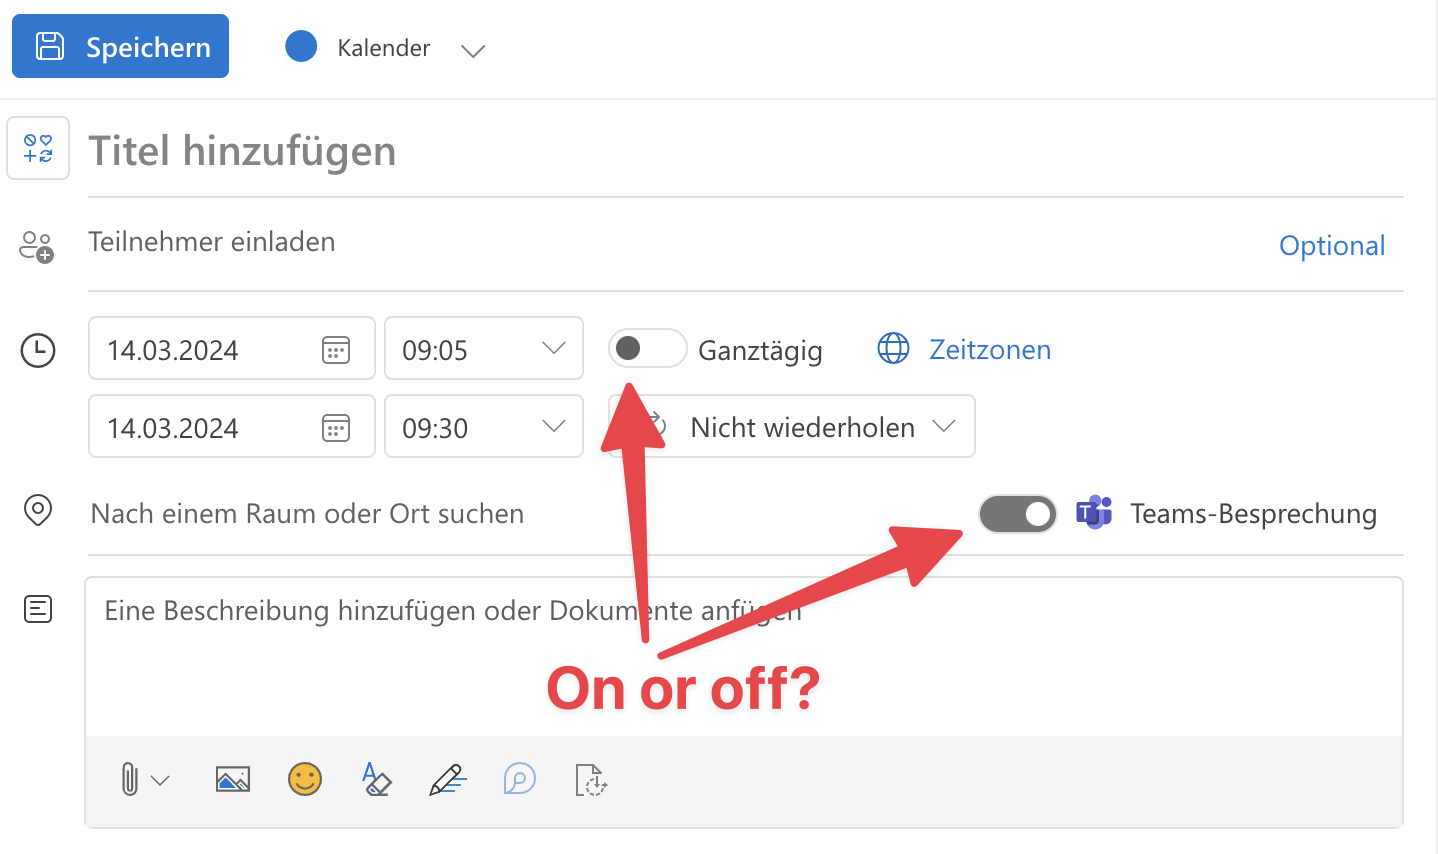 Speichern
Kalender
Titel hinzufügen
Teilnehmer einladen
Optional
14.03.2024
09:05
Ganztägig
Zeitzonen
14.03.2024
09:30
Nicht wiederholen
Nach einem Raum oder Ort suchen
T
Teams-Besprechung
Eine Beschreibung hinzufügen oder Dokumente anfügen
On or off?
A